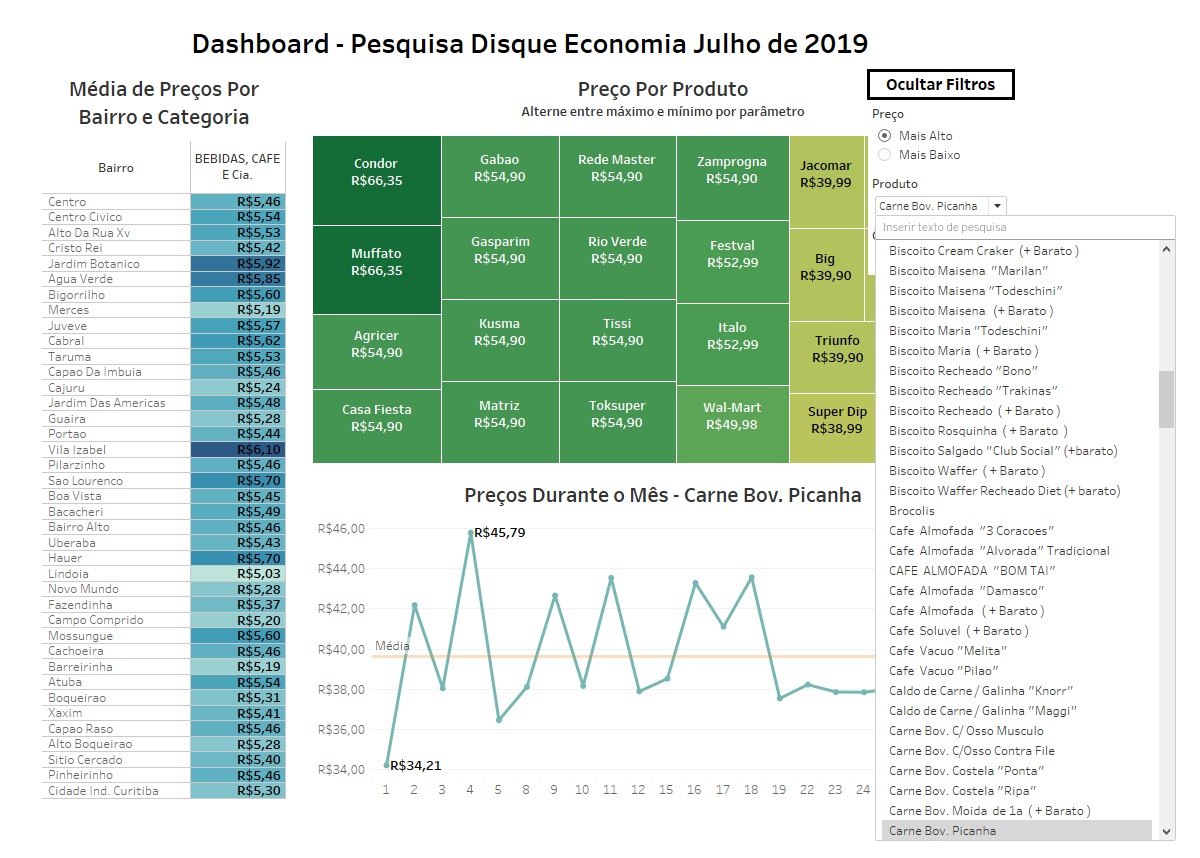 Dashboard - Pesquisa Disque Economia Julho de 2019
Média de Preços Por
Bairro e Categoria
Bairro
BEBIDAS, CAFE
E Cia.
Centro R$5,46
Centro Civico R$5,54
Alto Da Rua Xv R$5,53
Cristo Rei R$5,42
Jardim Botanico R$5,92
Agua Verde R$5,85
Bigorrilho R$5,60
Merces R$5,19
Juveve R$5,57
Cabral R$5,62
Taruma R$5,53
Capao Da Imbuia R$5,46
Cajuru R$5,24
Jardim Das Americas R$5,48
Guaira R$5,28
Portao R$5,44
Vila Izabel R$6,10
Pilarzinho R$5,46
Sao Lourenco R$5,70
Boa Vista R$5,45
Bacacheri R$5,49
Bairro Alto R$5,46
Uberaba R$5,43
Hauer R$5,70
Lindoia R$5,03
Novo Mundo R$5,28
Fazendinha R$5,37
Campo Comprido R$5,20
Mossungue R$5,60
Cachoeira R$5,46
Barreirinha R$5,19
Atuba R$5,54
Boqueirao R$5,31
Xaxim R$5,41
Capao Raso R$5,46
Alto Boqueirao R$5,28
Sitio Cercado R$5,40
Pinheirinho R$5,46
Cidade Ind. Curitiba R$5,30
Preço Por Produto
Alterne entre máximo e mínimo por parâmetro
Condor
R$66,35
Muffato
R$66,35
Agricer
R$54,90
Casa Fiesta
R$54,90
Gabao
R$54,90
Gasparim
R$54,90
Kusma
R$54,90
Matriz
R$54,90
Rede Master
R$54,90
Rio Verde
R$54,90
Tissi
R$54,90
Toksuper
R$54,90
Zamprogna
R$54,90
Festval
R$52,99
Italo
R$52,99
Wal-Mart
R$49,98
Jacomar
R$39,99
Big
R$39,90
Triunfo
R$39,90
Super Dip
R$38,99
Preços Durante o Mês - Carne Bov. Picanha
R$46,00
R$44,00
R$42,00
R$40,00
R$38,00
R$36,00
R$34,00
R$45,79
Média
R$34,21
1 2 3 4 5 8 9 10 11 12 15 16 17 18 19 22 23 24
Ocultar Filtros
Preço
Mais Alto
Mais Baixo
Produto
Carne Bov. Picanha
Inserir texto de pesquisa
Biscoito Cream Craker (+ Barato )
Biscoito Maisena "Marilan"
Biscoito Maisena "Todeschini"
Biscoito Maisena (+ Barato )
Biscoito Maria "Todeschini"
Biscoito Maria ( + Barato )
Biscoito Recheado "Bono"
Biscoito Recheado "Trakinas"
Biscoito Recheado ( + Barato )
Biscoito Rosquinha ( + Barato )
Biscoito Salgado "Club Social" (+barato)
Biscoito Waffer ( + Barato )
Biscoito Waffer Recheado Diet (+ barato)
Brocolis
Cafe Almofada "3 Coracoes"
Cafe Almofada "Alvorada" Tradicional
CAFE ALMOFADA "BOM TAI"
Cafe Almofada "Damasco"
Cafe Almofada ( + Barato )
Cafe Soluvel ( + Barato )
Cafe Vacuo "Melita"
Cafe Vacuo "Pilao"
Caldo de Carne / Galinha "Knorr"
Caldo de Carne / Galinha "Maggi"
Carne Bov. C/ Osso Musculo
Carne Bov. C/Osso Contra File
Carne Bov. Costela "Ponta"
Carne Bov. Costela "Ripa"
Carne Bov. Moida de 1a ( + Barato )
Carne Bov. Picanha